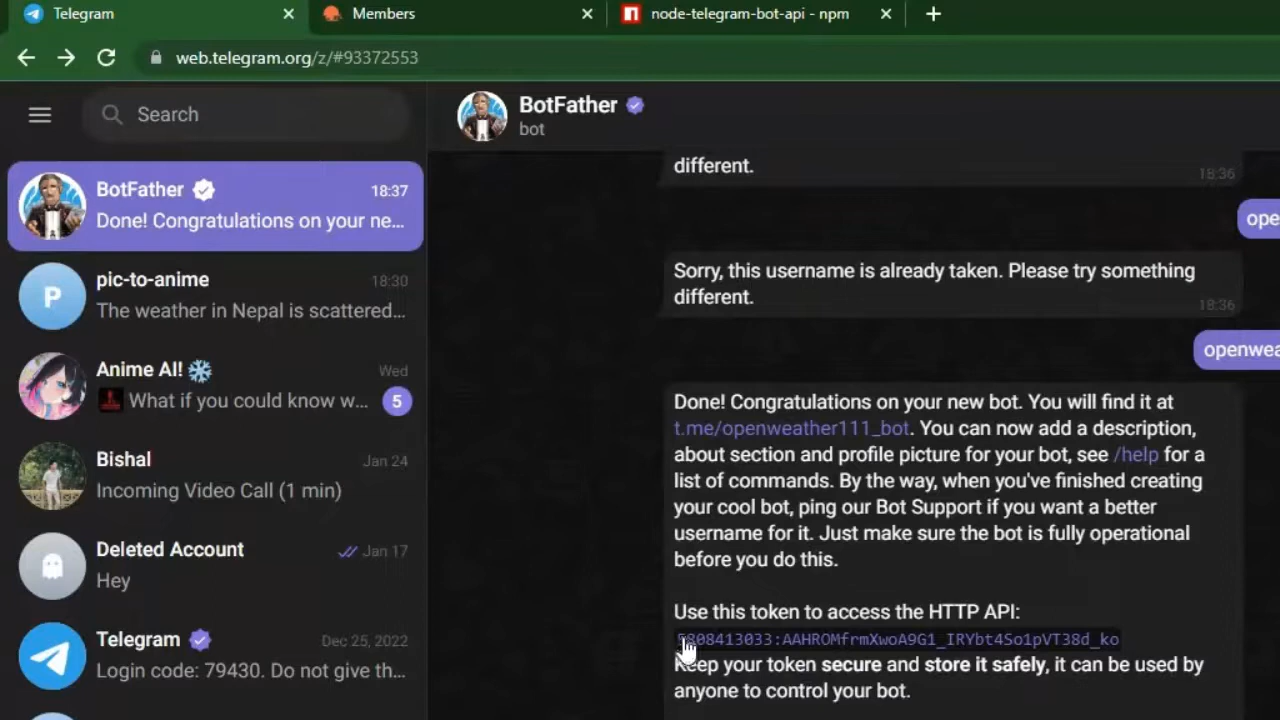 Telegram
Members
node-telegram-bot-api - npm
web.telegram.org/z/#93372553
Search
BotFather
bot
BotFather 18:37
Done! Congratulations on your ne...
pic-to-anime 18:30
The weather in Nepal is scattered...
Anime AI! Wed
What if you could know w... 5
Bishal Jan 24
Incoming Video Call (1 min)
Deleted Account Jan 17
Hey
Telegram Dec 25, 2022
Login code: 79430. Do not give th...
different.
18:36
ope
Sorry, this username is already taken. Please try something
different.
18:36
openwea
Done! Congratulations on your new bot. You will find it at
t.me/openweather111_bot. You can now add a description,
about section and profile picture for your bot, see /help for a
list of commands. By the way, when you've finished creating
your cool bot, ping our Bot Support if you want a better
username for it. Just make sure the bot is fully operational
before you do this.
Use this token to access the HTTP API:
5808413033:AAHROMfrmXwoA9G1_IRYbt4So1pVT38d_ko
Keep your token secure and store it safely, it can be used by
anyone to control your bot.